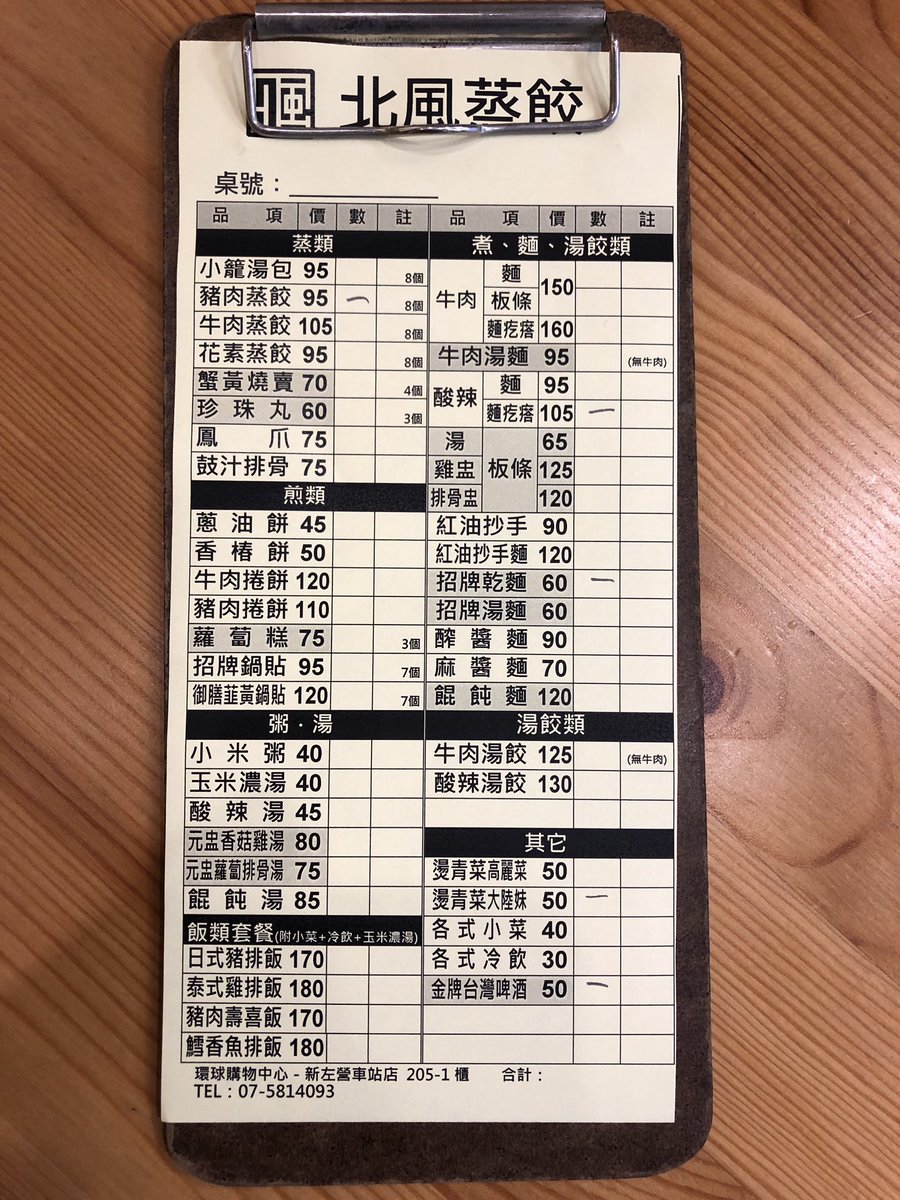 北風蒸餃
桌號：
品 項 價 數 註
蒸類
小籠湯包 95 8個
豬肉蒸餃 95 一 8個
牛肉蒸餃 105 8個
花素蒸餃 95 8個
蟹黃燒賣 70 4個
珍珠丸 60 3個
鳳爪 75
鼓汁排骨 75
煎類
蔥油餅 45
香椿餅 50
牛肉捲餅 120
豬肉捲餅 110
蘿蔔糕 75 3個
招牌鍋貼 95 7個
御膳韮黃鍋貼 120 7個
粥．湯
小米粥 40
玉米濃湯 40
酸辣湯 45
元盅香菇雞湯 80
元盅蘿蔔排骨湯 75
餛飩湯 85
飯類套餐(附小菜+冷飲+玉米濃湯)
日式豬排飯 170
泰式雞排飯 180
豬肉壽喜飯 170
鱈香魚排飯 180
品 項 價 數 註
煮、麵、湯餃類
牛肉 麵 150
板條
麵疙瘩 160
牛肉湯麵 95 (無牛肉)
酸辣 麵 95
麵疙瘩 105 一
湯 板條 65
雞盅 125
排骨盅 120
紅油抄手 90
紅油抄手麵 120
招牌乾麵 60 一
招牌湯麵 60
醡醬麵 90
麻醬麵 70
餛飩麵 120
湯餃類
牛肉湯餃 125 (無牛肉)
酸辣湯餃 130
其它
燙青菜高麗菜 50
燙青菜大陸妹 50 一
各式小菜 40
各式冷飲 30
金牌台灣啤酒 50 一
環球購物中心 - 新左營車站店 205-1 櫃 合計：
TEL：07-5814093